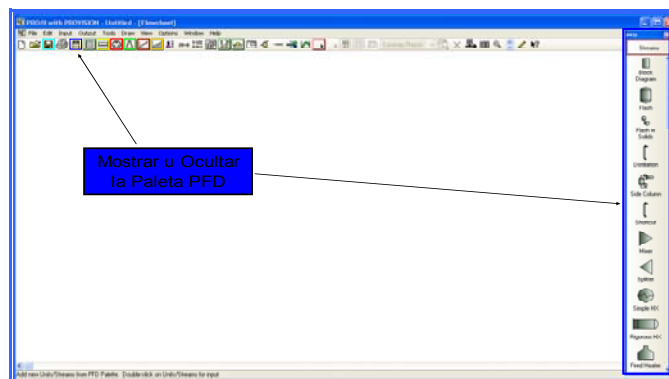 PRO/II with PROVISION - Untitled - [Flowsheet]
File Edit Input Output Tools Draw View Options Window Help
Streams
Block
Diagram
Flash
Flash w
Solids
Distillation
Side Column
Shortcut
Mixer
Splitter
Simple HX
Rigorous HX
Fired Heater
Mostrar u Ocultar
la Paleta PFD
Add new Units/Streams from PFD Palette. Double click on Units/Streams for input